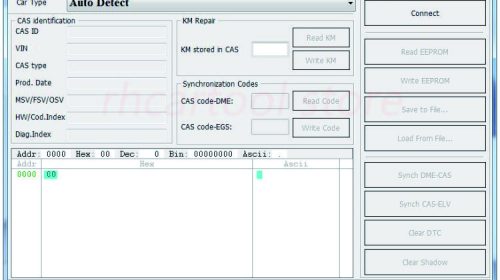 Car Type
Auto Detect
CAS identification
CAS ID
VIN
CAS type
Prod. Date
MSV/FSV/OSV
HW/Cod.Index
Diag.Index
KM Repair
KM stored in CAS
Read KM
Write KM
Synchronization Codes
CAS code-DME:
Read Code
CAS code-EGS:
Write Code
Connect
Read EEPROM
Write EEPROM
Save to File...
Load From File...
Synch DME-CAS
Synch CAS-ELV
Clear DTC
Clear Shadow
Addr: 0000 Hex: 00 Dec: 0 Bin: 00000000 Ascii: .
Addr Hex Ascii
0000 00
rhcartool store